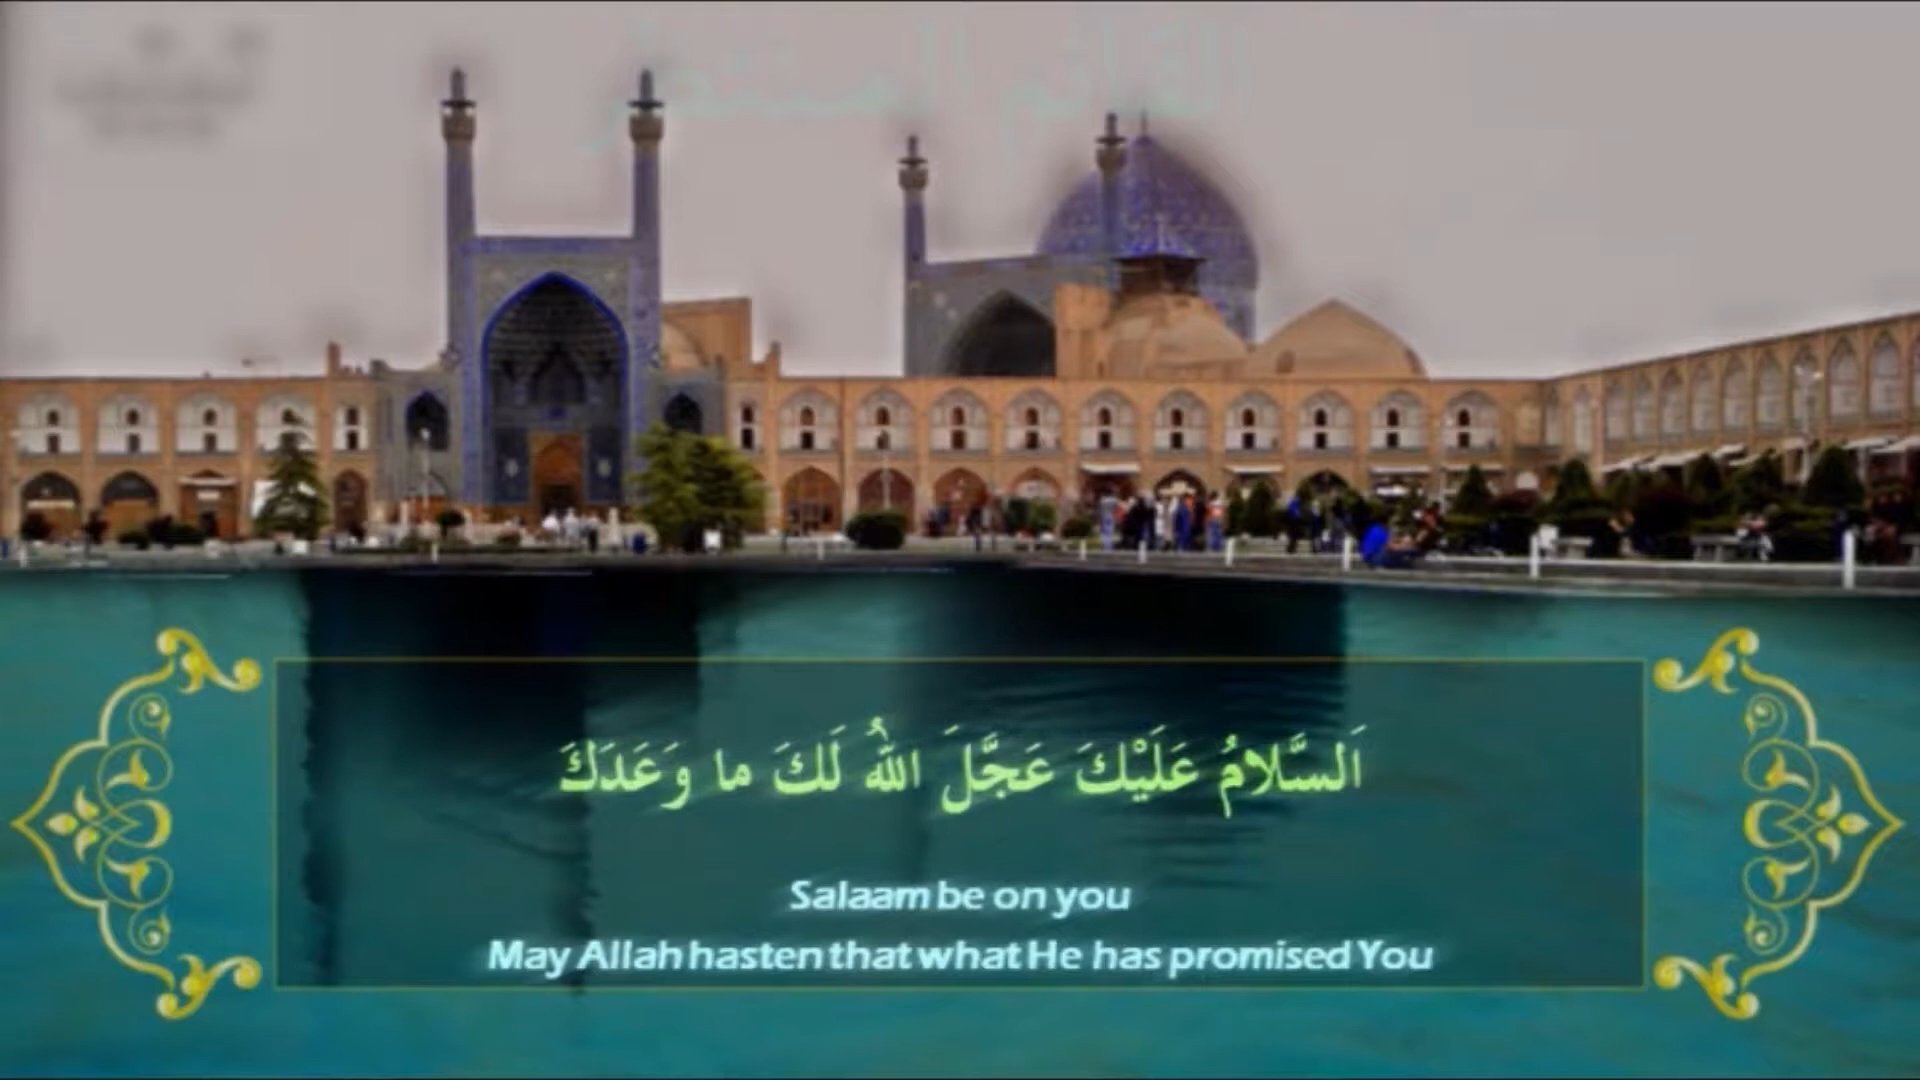 اَلسَّلامُ عَلَيْكَ عَجَّلَ اللهُ لَكَ ما وَعَدَكَ
Salaam be on you
May Allah hasten that what He has promised You